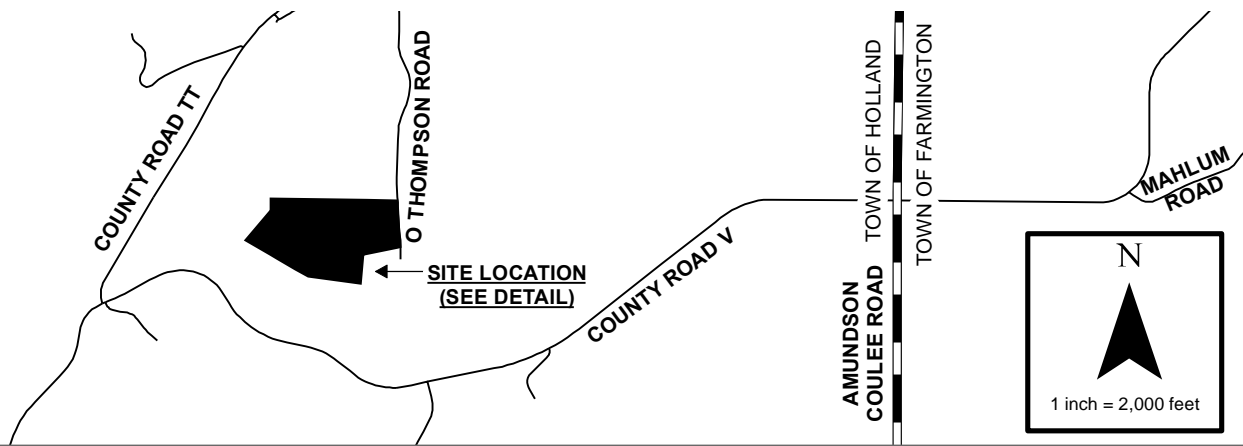 COUNTY ROAD TT
O THOMPSON ROAD
SITE LOCATION
(SEE DETAIL)
COUNTY ROAD V
TOWN OF HOLLAND
TOWN OF FARMINGTON
AMUNDSON
COULEE ROAD
MAHLUM
ROAD
N
1 inch = 2,000 feet